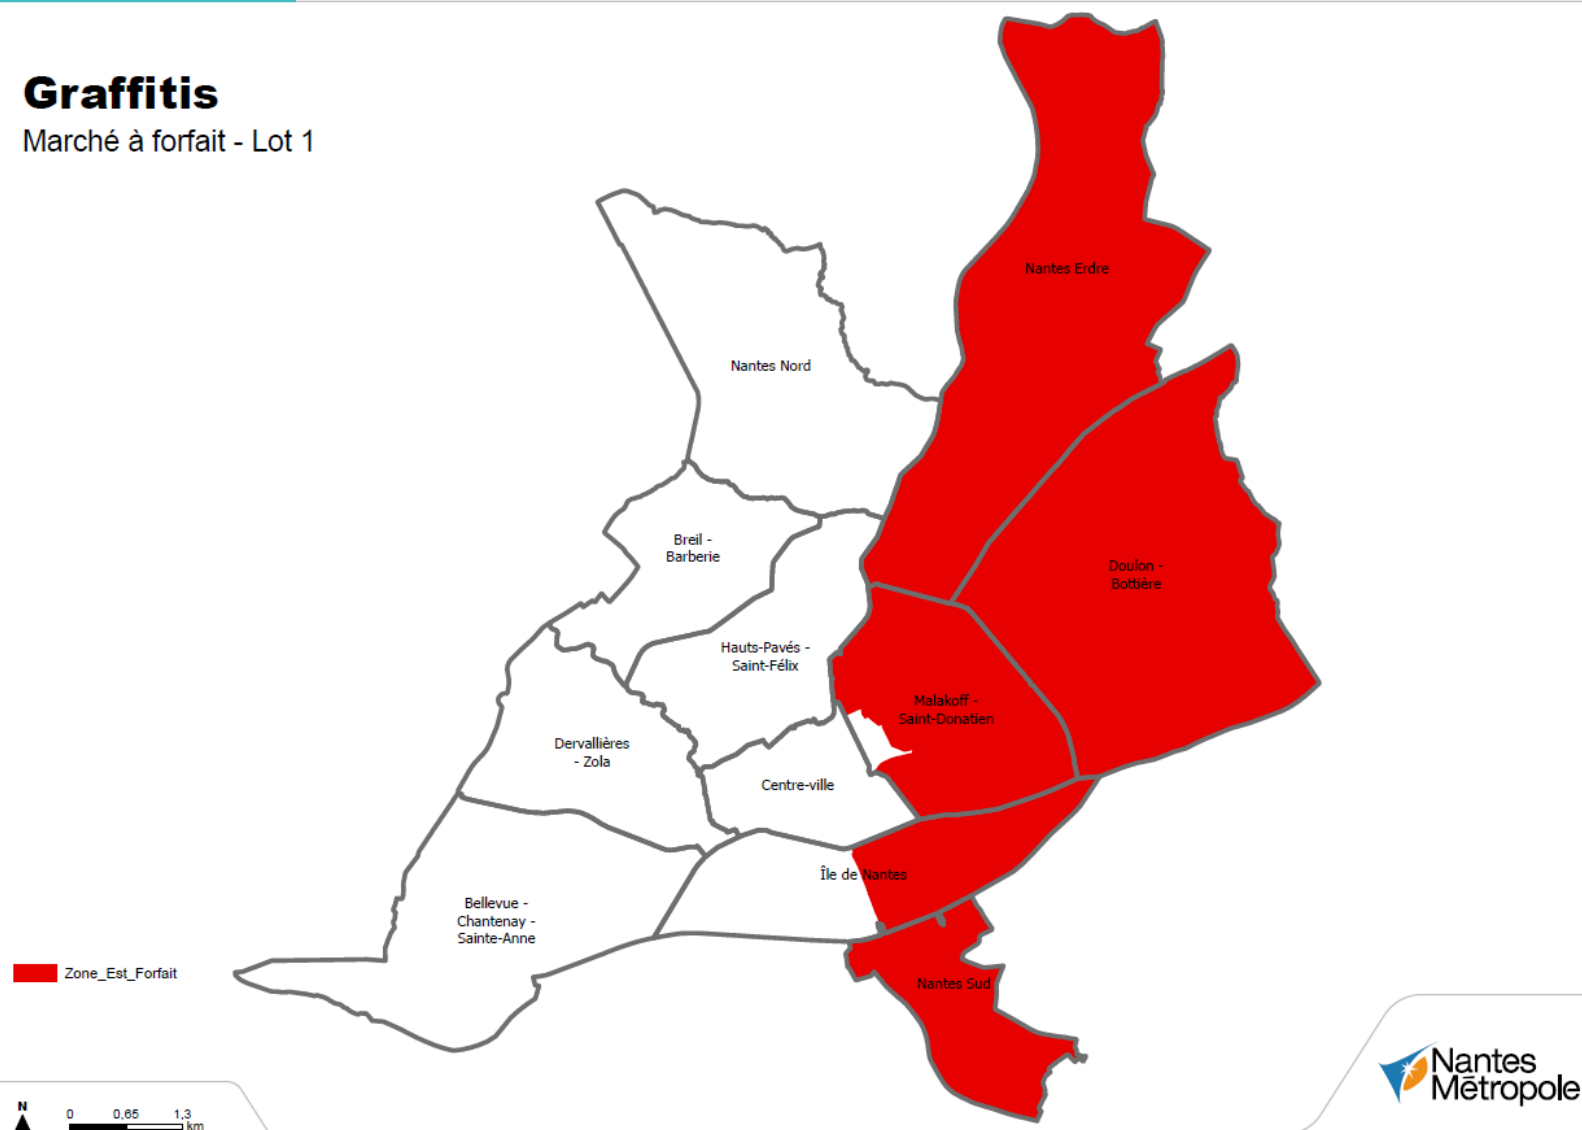 Graffitis
Marché à forfait - Lot 1
Nantes Erdre
Nantes Nord
Breil -
Barberie
Doulon -
Bottière
Hauts-Pavés -
Saint-Félix
Malakoff -
Saint-Donatien
Dervallières
- Zola
Centre-ville
Île de Nantes
Bellevue -
Chantenay -
Sainte-Anne
Nantes Sud
Zone_Est_Forfait
Nantes
Métropole
N
0 0,65 1,3
km